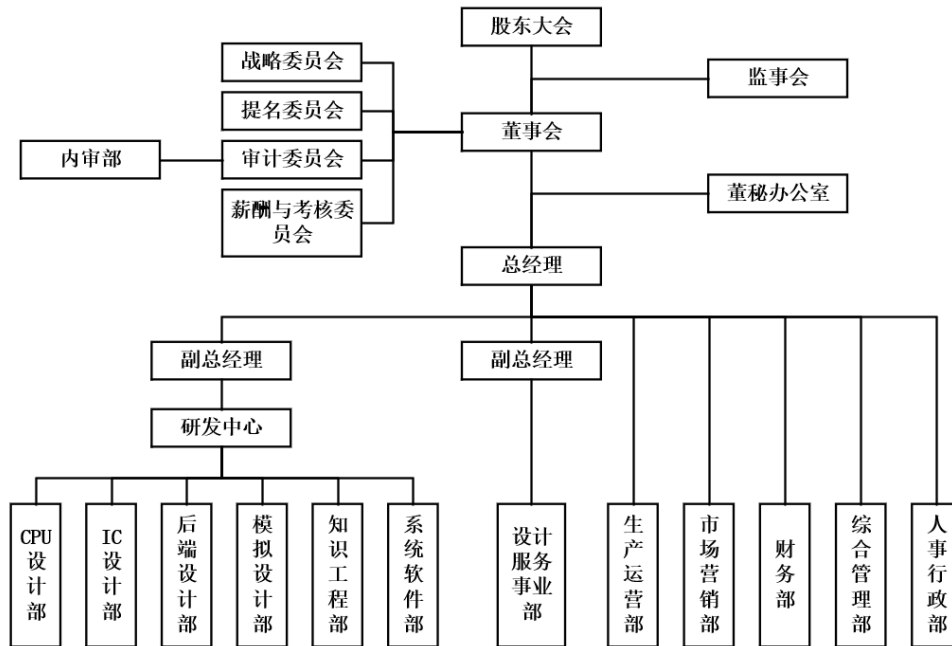 股东大会
战略委员会
监事会
提名委员会
董事会
内审部
审计委员会
董秘办公室
薪酬与考核委
员会
总经理
副总经理
副总经理
研发中心
CPU设计部
IC设计部
后端设计部
模拟设计部
知识工程部
系统软件部
设计服务事业部
生产运营部
市场营销部
财务部
综合管理部
人事行政部